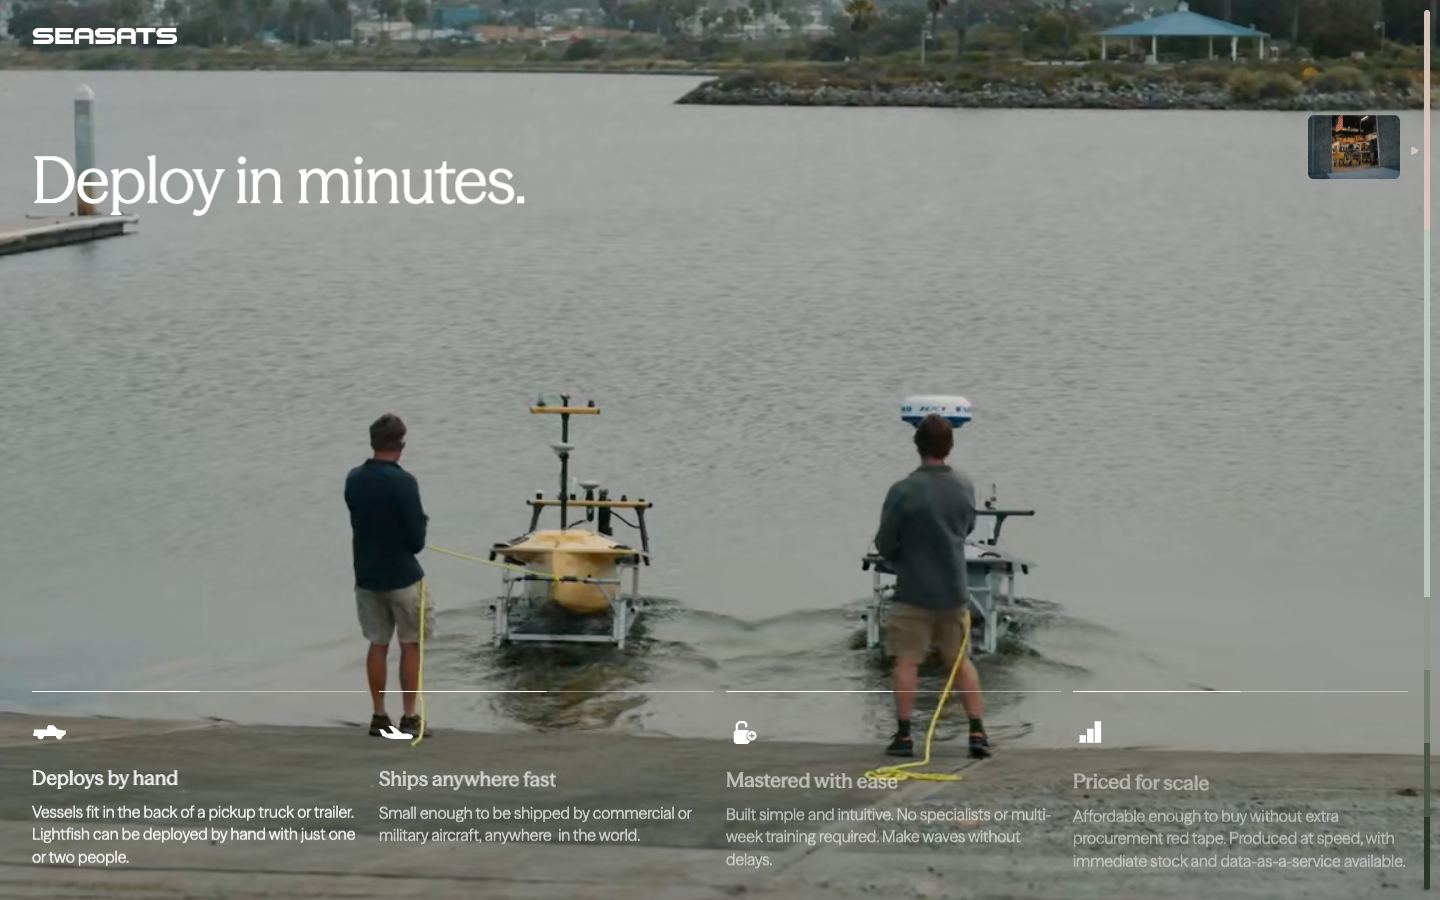 SEASATS
Deploy in minutes.
Deploys by hand
Vessels fit in the back of a pickup truck or trailer.
Lightfish can be deployed by hand with just one
or two people.
Ships anywhere fast
Small enough to be shipped by commercial or
military aircraft, anywhere in the world.
Mastered with ease
Built simple and intuitive. No specialists or multi-
week training required. Make waves without
delays.
Priced for scale
Affordable enough to buy without extra
procurement red tape. Produced at speed, with
immediate stock and data-as-a-service available.